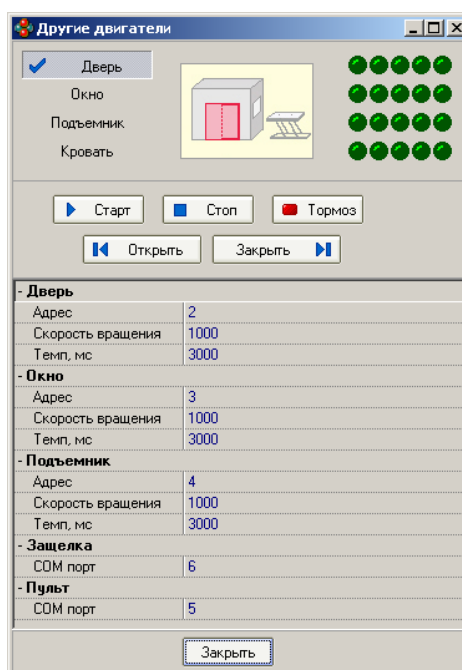 Другие двигатели
Дверь
Окно
Подъемник
Кровать
Старт Стоп Тормоз
Открыть Закрыть
- Дверь
Адрес 2
Скорость вращения 1000
Темп, мс 3000
- Окно
Адрес 3
Скорость вращения 1000
Темп, мс 3000
- Подъемник
Адрес 4
Скорость вращения 1000
Темп, мс 3000
- Защелка
COM порт 6
- Пульт
COM порт 5
Закрыть